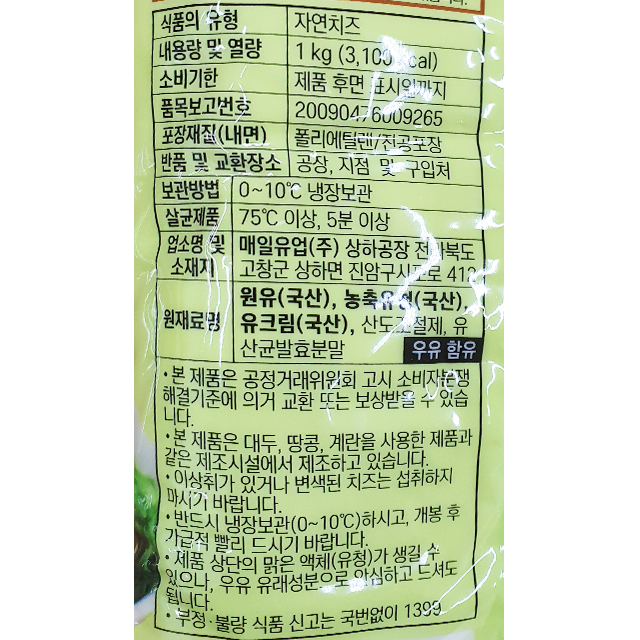 식품의 유형 자연치즈
내용량 및 열량 1 kg (3,100 kcal)
소비기한 제품 후면 표시일까지
품목보고번호 20090476009265
포장재질(내면) 폴리에틸렌/진공포장
반품 및 교환장소 공장, 지점 및 구입처
보관방법 0~10℃ 냉장보관
살균제품 75℃ 이상, 5분 이상
업소명 및 매일유업(주) 상하공장 전라북도
소재지 고창군 상하면 진암구시포로 412
원재료명 원유(국산), 농축유청(국산),
유크림(국산), 산도조절제, 유
산균발효분말 우유 함유
•본 제품은 공정거래위원회 고시 소비자분쟁
해결기준에 의거 교환 또는 보상받을 수 있습
니다.
•본 제품은 대두, 땅콩, 계란을 사용한 제품과
같은 제조시설에서 제조하고 있습니다.
•이상취가 있거나 변색된 치즈는 섭취하지
마시기 바랍니다.
•반드시 냉장보관(0~10℃)하시고, 개봉 후
가급적 빨리 드시기 바랍니다.
•제품 상단의 맑은 액체(유청)가 생길 수
있으나, 우유 유래성분으로 안심하고 드셔도
됩니다.
•부정·불량 식품 신고는 국번없이 1399